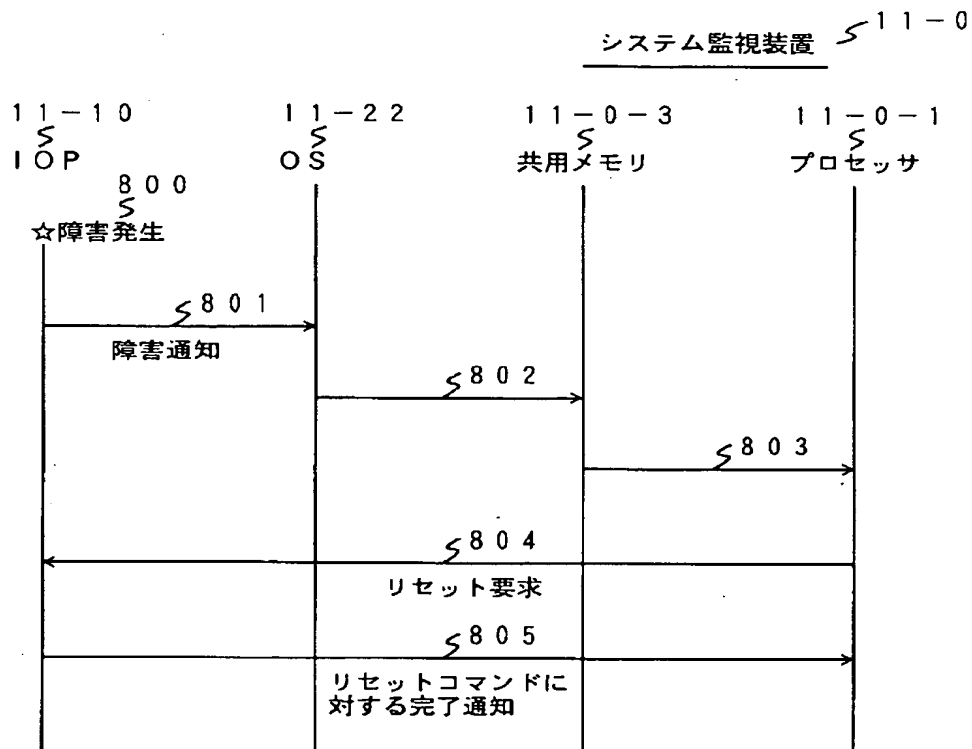 システム監視装置 11-0
11-10 11-22 11-0-3 11-0-1
IOP OS 共用メモリ プロセッサ
800
☆障害発生
801
障害通知
802
803
804
リセット要求
805
リセットコマンドに
対する完了通知